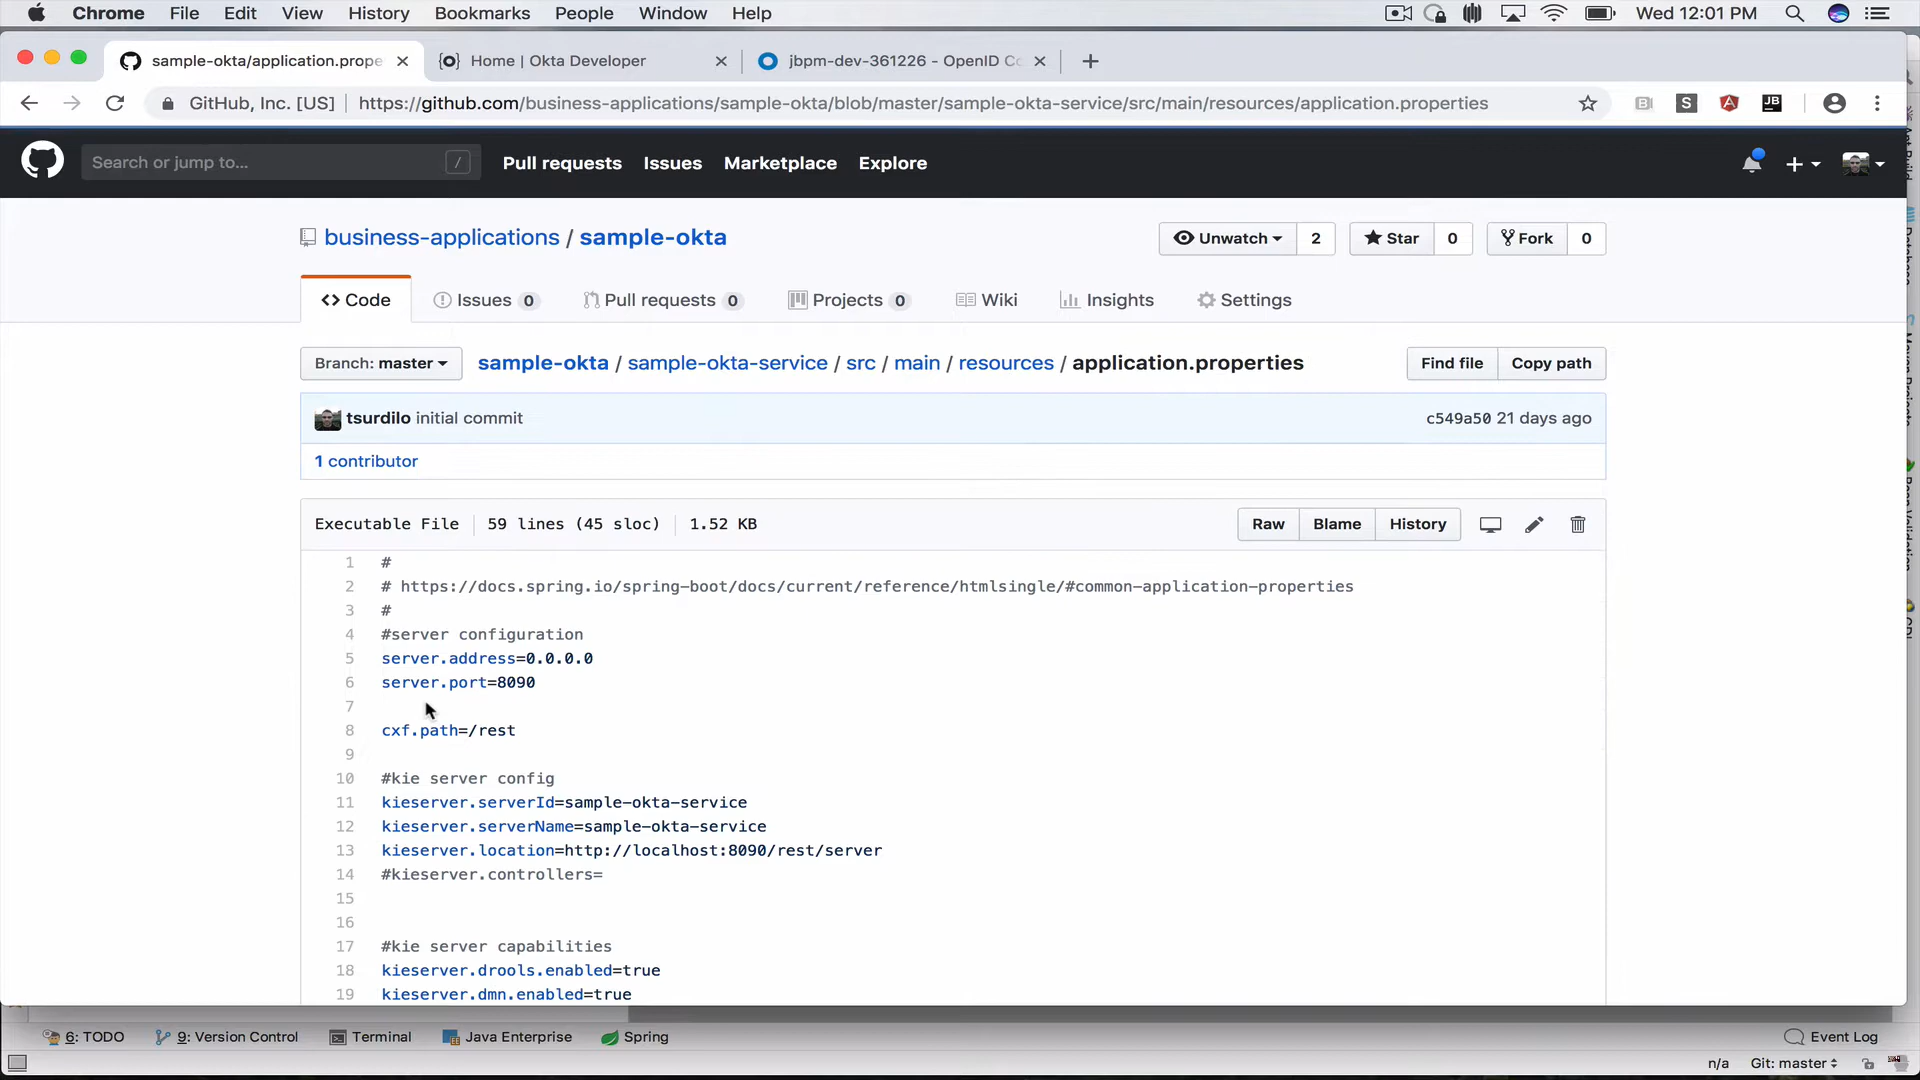 Chrome File Edit View History Bookmarks People Window Help Wed 12:01 PM
sample-okta/application.prope Home | Okta Developer jbpm-dev-361226 - OpenID Co
GitHub, Inc. [US] https://github.com/business-applications/sample-okta/blob/master/sample-okta-service/src/main/resources/application.properties
Search or jump to... / Pull requests Issues Marketplace Explore
business-applications / sample-okta Unwatch 2 Star 0 Fork 0
Code Issues 0 Pull requests 0 Projects 0 Wiki Insights Settings
Branch: master sample-okta / sample-okta-service / src / main / resources / application.properties Find file Copy path
tsurdilo initial commit c549a50 21 days ago
1 contributor
Executable File 59 lines (45 sloc) 1.52 KB Raw Blame History
1 #
2 # https://docs.spring.io/spring-boot/docs/current/reference/htmlsingle/#common-application-properties
3 #
4 #server configuration
5 server.address=0.0.0.0
6 server.port=8090
7
8 cxf.path=/rest
9
10 #kie server config
11 kieserver.serverId=sample-okta-service
12 kieserver.serverName=sample-okta-service
13 kieserver.location=http://localhost:8090/rest/server
14 #kieserver.controllers=
15
16
17 #kie server capabilities
18 kieserver.drools.enabled=true
19 kieserver.dmn.enabled=true
6: TODO 9: Version Control Terminal Java Enterprise Spring Event Log
n/a Git: master